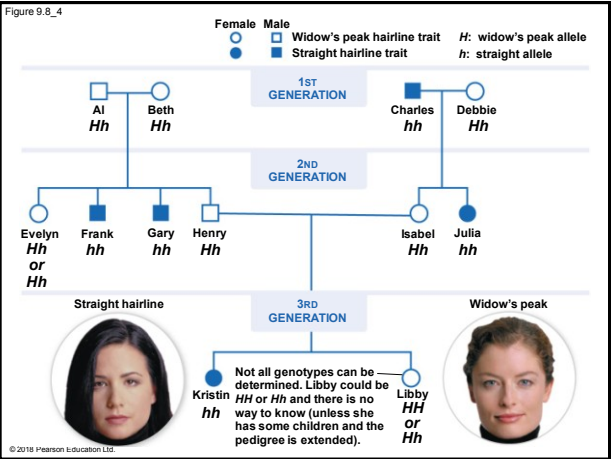 Figure 9.8_4
Female Male
Widow's peak hairline trait H: widow's peak allele
Straight hairline trait h: straight allele
1ST
GENERATION
Al Beth Charles Debbie
Hh Hh hh Hh
2ND
GENERATION
Evelyn Frank Gary Henry Isabel Julia
Hh hh hh Hh Hh hh
or
Hh
Straight hairline
3RD
GENERATION
Widow's peak
Kristin
hh
Not all genotypes can be
determined. Libby could be
HH or Hh and there is no
way to know (unless she
has some children and the
pedigree is extended).
Libby
HH
or
Hh
© 2018 Pearson Education Ltd.